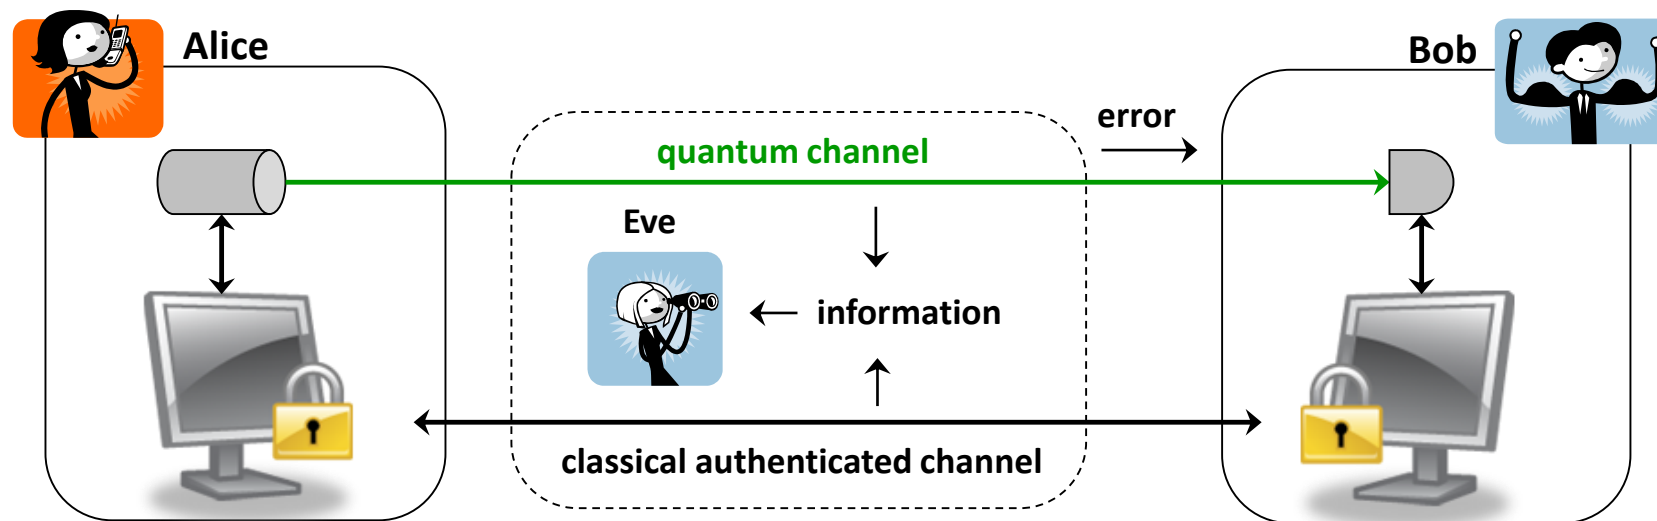 Alice
Bob
error
quantum channel
Eve
information
classical authenticated channel